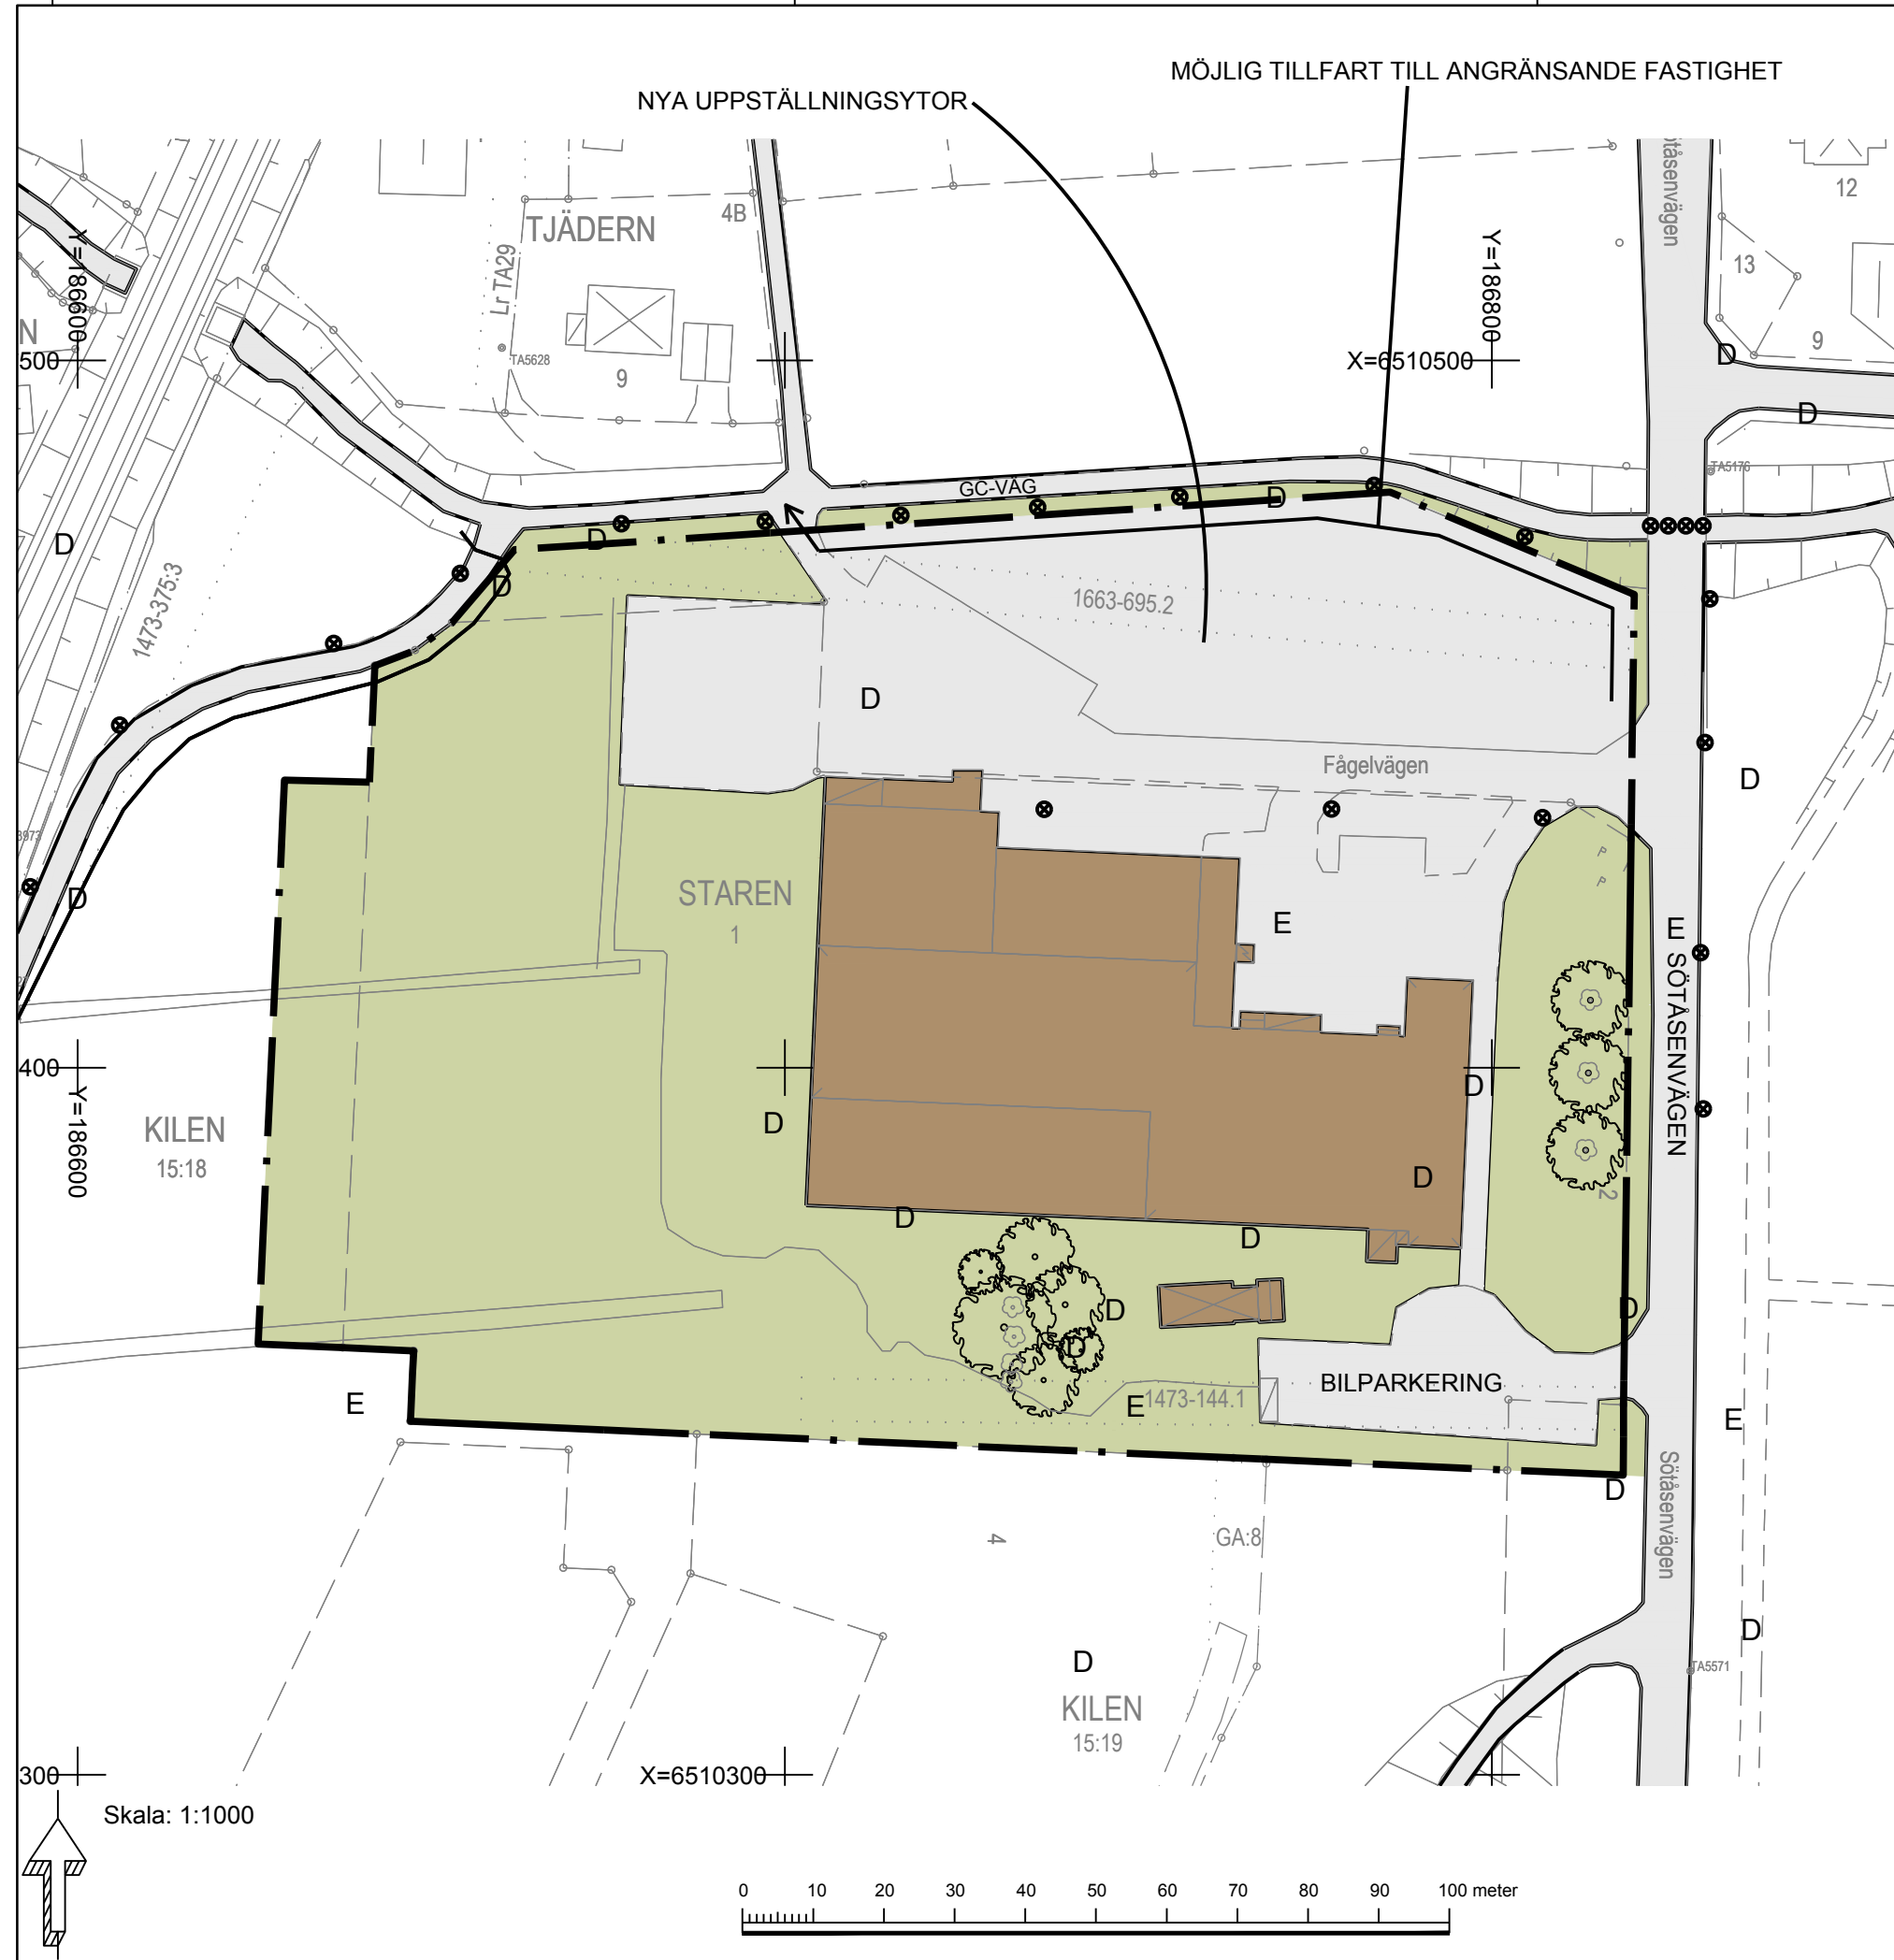 MÖJLIG TILLFART TILL ANGRÄNSANDE FASTIGHET
NYA UPPSTÄLLNINGSYTOR
12
4B
TJÄDERN
13
Y=186600
Lr TA29
Y=186800
N
500
TA5628
9
X=6510500
9
D
D
TA5176
GC-VÄG
D
D
D
D
1473-375:3
1663-695.2
D
Fågelvägen
D
D
STAREN
1
E
E SÖTÅSENVÄGEN
P
P
400
Y=186600
D
D
KILEN
15:18
D
2
D
D
D
D
D
BILPARKERING
E
E
1473-144.1
E
D
Sötåsenvägen
4
GA:8
D
D
TA5571
KILEN
15:19
300
X=6510300
Skala: 1:1000
0 10 20 30 40 50 60 70 80 90 100 meter